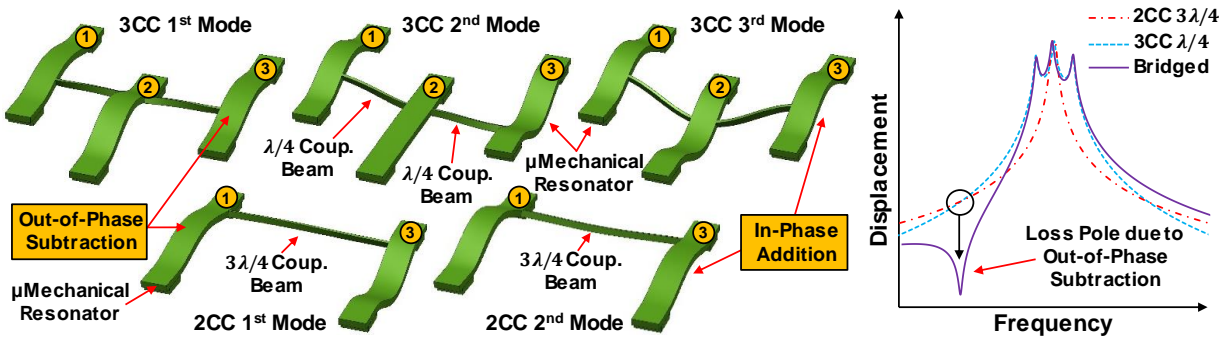 3CC 1st Mode
3CC 2nd Mode
3CC 3rd Mode
1
2
3
1
2
3
1
2
3
λ/4 Coup.
Beam
λ/4 Coup.
Beam
μMechanical
Resonator
Out-of-Phase
Subtraction
In-Phase
Addition
1
3
1
3
3λ/4 Coup.
Beam
3λ/4 Coup.
Beam
μMechanical
Resonator
2CC 1st Mode
2CC 2nd Mode
2CC 3λ/4
3CC λ/4
Bridged
Displacement
Loss Pole due to
Out-of-Phase
Subtraction
Frequency